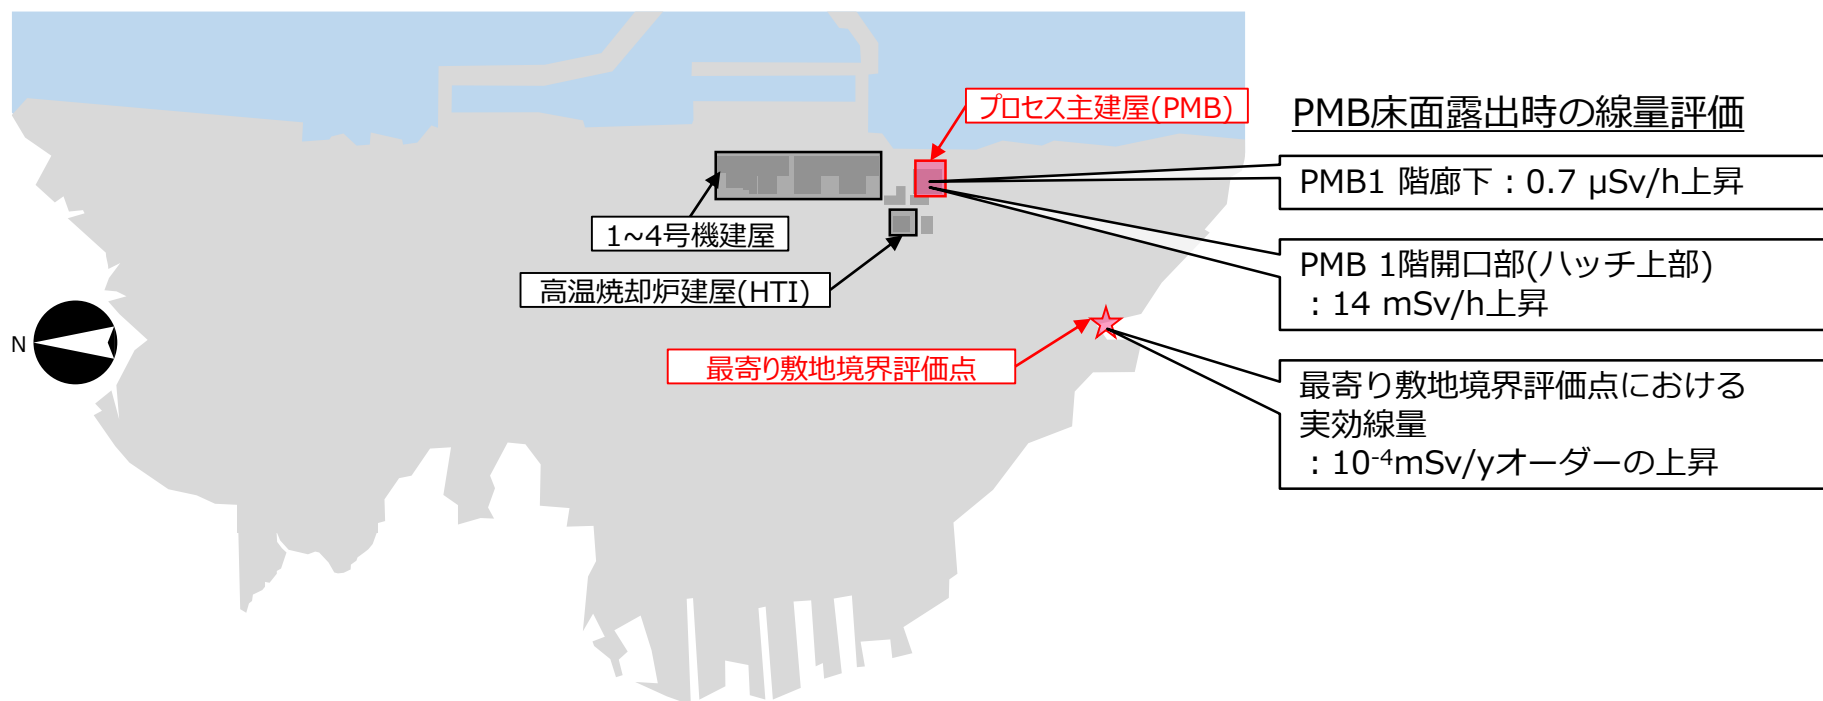 プロセス主建屋(PMB)
PMB床面露出時の線量評価
PMB1 階廊下：0.7 μSv/h上昇
1~4号機建屋
PMB 1階開口部(ハッチ上部)
：14 mSv/h上昇
高温焼却炉建屋(HTI)
N
最寄り敷地境界評価点
最寄り敷地境界評価点における
実効線量
：10⁻⁴mSv/yオーダーの上昇